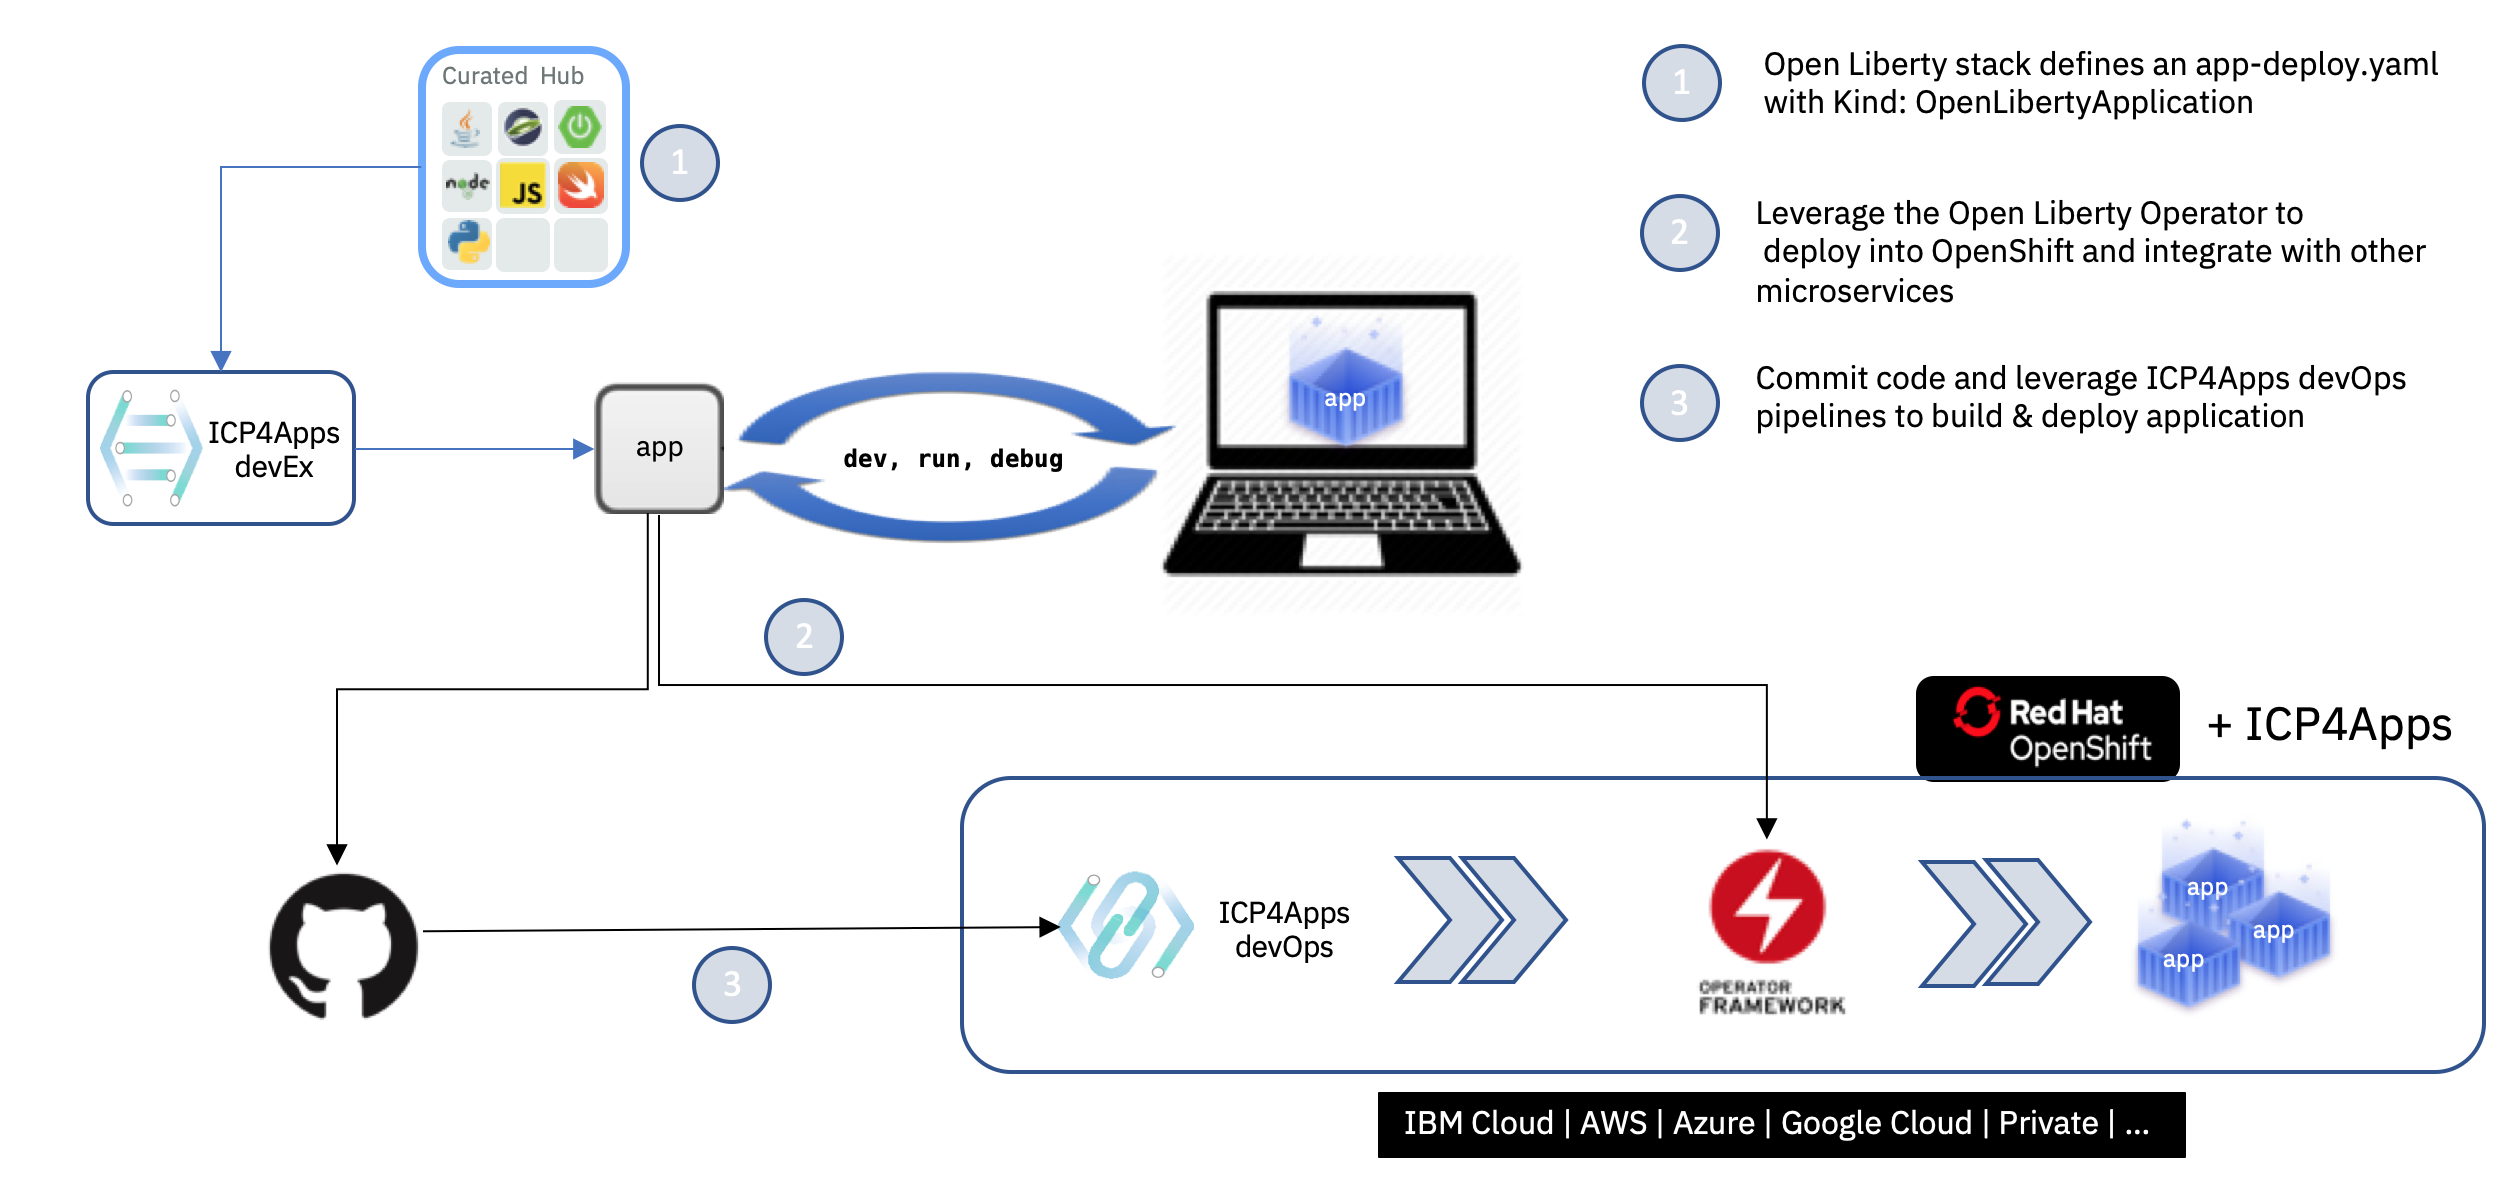 Curated Hub
node
JS
1
1
Open Liberty stack defines an app-deploy.yaml
with Kind: OpenLibertyApplication
2
Leverage the Open Liberty Operator to
deploy into OpenShift and integrate with other
microservices
3
Commit code and leverage ICP4Apps devOps
pipelines to build & deploy application
ICP4Apps
devEx
app
dev, run, debug
app
2
Red Hat
OpenShift
+ ICP4Apps
3
ICP4Apps
devOps
OPERATOR
FRAMEWORK
app
app
app
IBM Cloud | AWS | Azure | Google Cloud | Private | ...